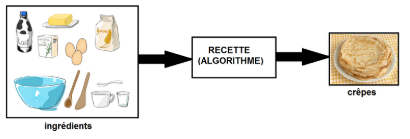 RECETTE
(ALGORITHME)
ingrédients
crêpes